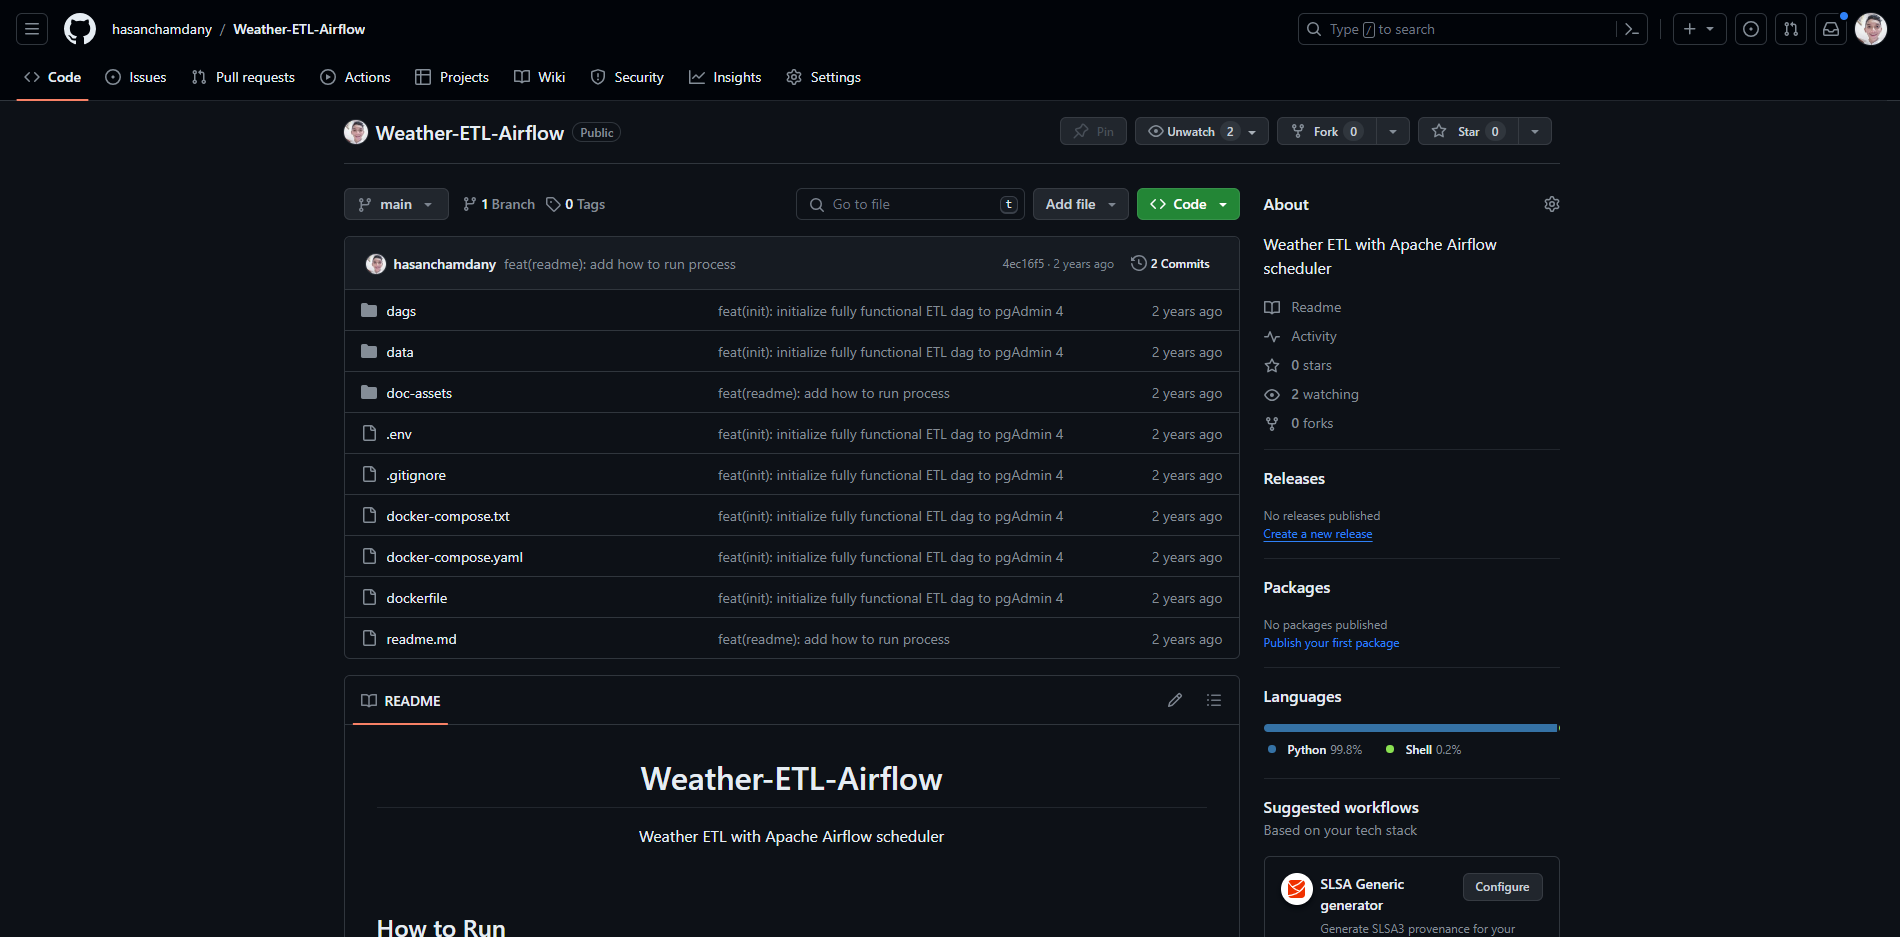 hasanchamdany / Weather-ETL-Airflow
Type / to search
Code Issues Pull requests Actions Projects Wiki Security Insights Settings
Weather-ETL-Airflow Public
Pin Unwatch 2 Fork 0 Star 0
main 1 Branch 0 Tags Go to file t Add file Code
hasanchamdany feat(readme): add how to run process 4ec16f5 · 2 years ago 2 Commits
dags feat(init): initialize fully functional ETL dag to pgAdmin 4 2 years ago
data feat(init): initialize fully functional ETL dag to pgAdmin 4 2 years ago
doc-assets feat(readme): add how to run process 2 years ago
.env feat(init): initialize fully functional ETL dag to pgAdmin 4 2 years ago
.gitignore feat(init): initialize fully functional ETL dag to pgAdmin 4 2 years ago
docker-compose.txt feat(init): initialize fully functional ETL dag to pgAdmin 4 2 years ago
docker-compose.yaml feat(init): initialize fully functional ETL dag to pgAdmin 4 2 years ago
dockerfile feat(init): initialize fully functional ETL dag to pgAdmin 4 2 years ago
readme.md feat(readme): add how to run process 2 years ago
README
Weather-ETL-Airflow
Weather ETL with Apache Airflow scheduler
How to Run
About
Weather ETL with Apache Airflow
scheduler
Readme
Activity
0 stars
2 watching
0 forks
Releases
No releases published
Create a new release
Packages
No packages published
Publish your first package
Languages
Python 99.8% Shell 0.2%
Suggested workflows
Based on your tech stack
SLSA Generic
generator
Configure
Generate SLSA3 provenance for your